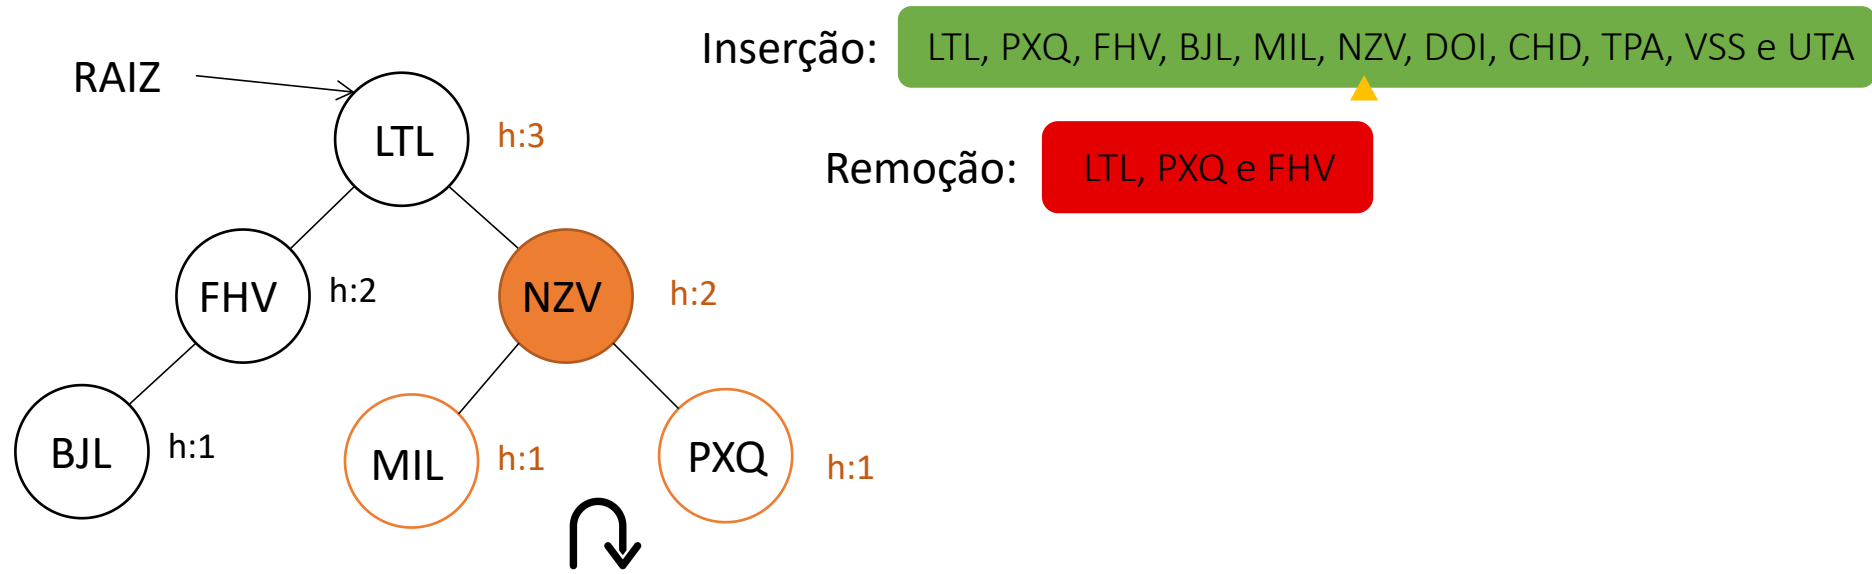 Inserção: LTL, PXQ, FHV, BJL, MIL, NZV, DOI, CHD, TPA, VSS e UTA
RAIZ
LTL h:3
Remoção: LTL, PXQ e FHV
FHV h:2 NZV h:2
BJL h:1 MIL h:1 PXQ h:1